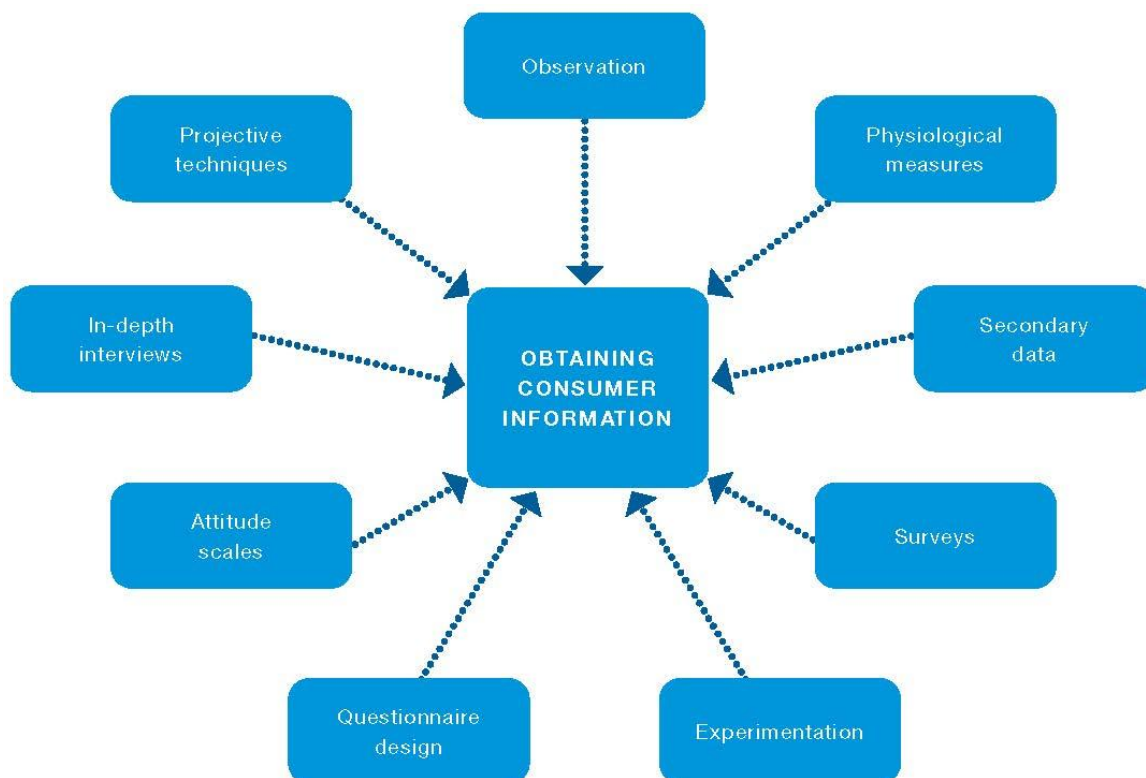 Observation
Projective
techniques
Physiological
measures
In-depth
interviews
OBTAINING
CONSUMER
INFORMATION
Secondary
data
Attitude
scales
Surveys
Questionnaire
design
Experimentation